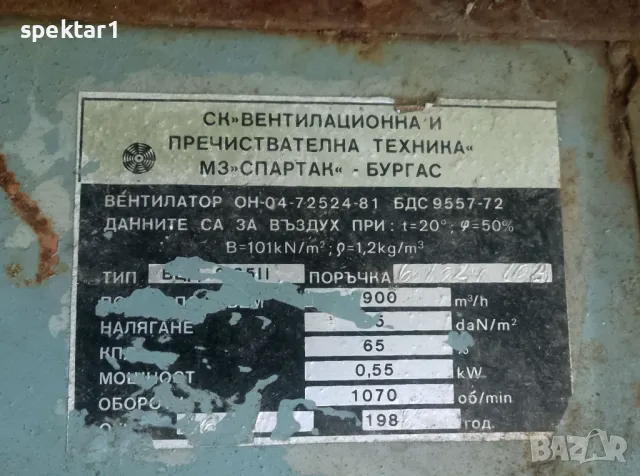 spektar1
СК»ВЕНТИЛАЦИОННА И
ПРЕЧИСТВАТЕЛНА ТЕХНИКА«
МЗ»СПАРТАК« - БУРГАС
ВЕНТИЛАТОР ОН-04-72524-81 БДС 9557-72
ДАННИТЕ СА ЗА ВЪЗДУХ ПРИ: t=20°; φ=50%
B=101kN/m²; ρ=1,2kg/m³
ТИП ПОРЪЧКА
900 m³/h
НАЛЯГАНЕ daN/m²
65 %
0,55 kW
1070 об/min
198 год.
BAZAR.BG